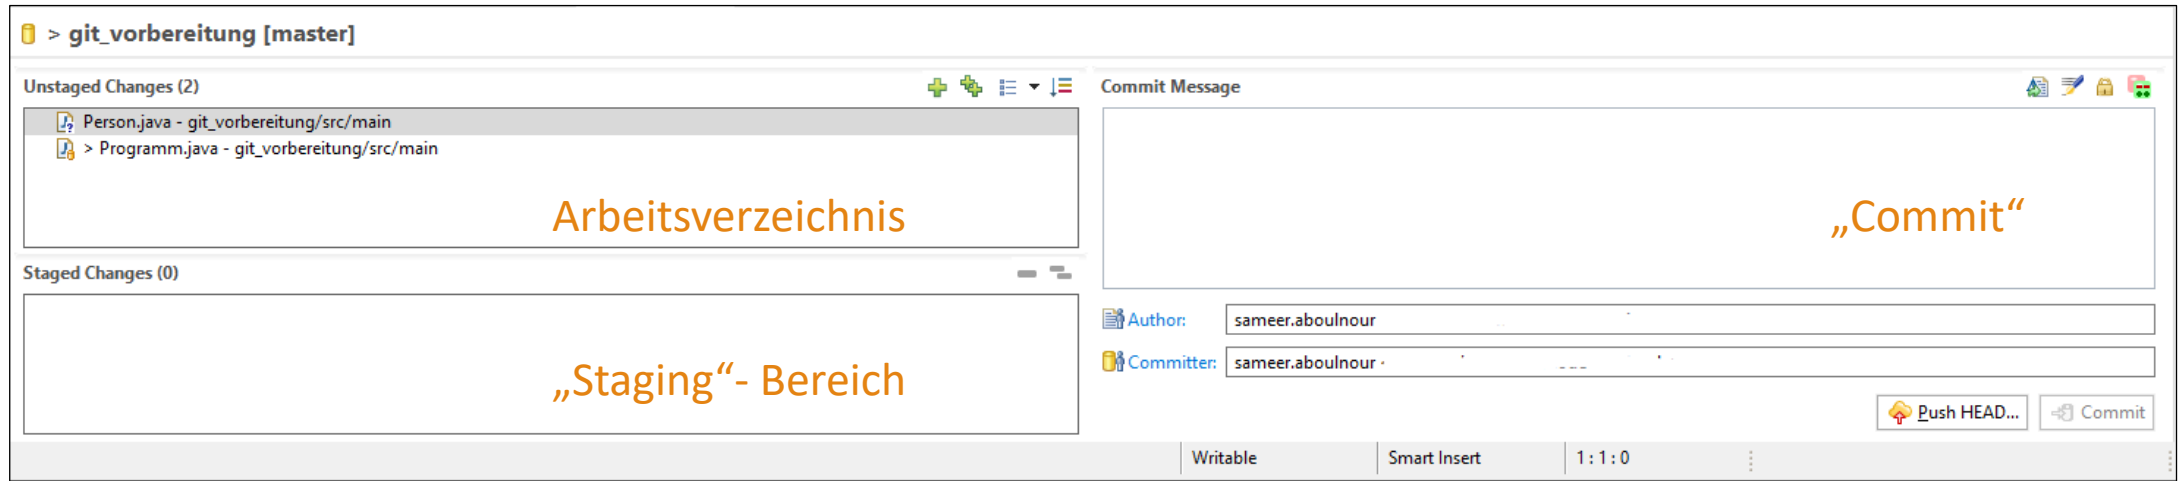 > git_vorbereitung [master]
Unstaged Changes (2)
Person.java - git_vorbereitung/src/main
> Programm.java - git_vorbereitung/src/main
Arbeitsverzeichnis
Staged Changes (0)
„Staging“- Bereich
Commit Message
„Commit“
Author: sameer.aboulnour
Committer: sameer.aboulnour
Push HEAD... Commit
Writable Smart Insert 1 : 1 : 0